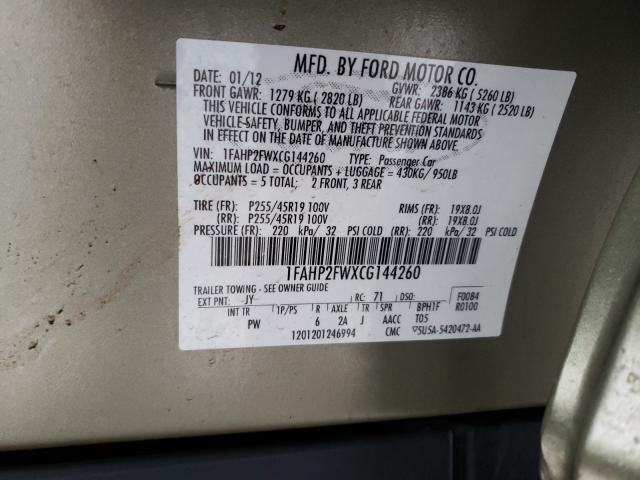 MFD. BY FORD MOTOR CO.
DATE: 01/12 GVWR: 2386 KG ( 5260 LB)
FRONT GAWR: 1279 KG ( 2820 LB) REAR GAWR: 1143 KG ( 2520 LB)
THIS VEHICLE CONFORMS TO ALL APPLICABLE FEDERAL MOTOR
VEHICLE SAFETY, BUMPER, AND THEFT PREVENTION STANDARDS
IN EFFECT ON THE DATE OF MANUFACTURE SHOWN ABOVE.
VIN: 1FAHP2FWXCG144260 TYPE: Passenger Car
MAXIMUM LOAD = OCCUPANTS + LUGGAGE = 430KG/ 950LB
OCCUPANTS = 5 TOTAL; 2 FRONT, 3 REAR
TIRE (FR): P255/45R19 100V RIMS (FR): 19X8.0J
(RR): P255/45R19 100V (RR): 19X8.0J
PRESSURE (FR): 220 kPa/ 32 PSI COLD (RR): 220 kPa/ 32 PSI COLD
1FAHP2FWXCG144260
TRAILER TOWING - SEE OWNER GUIDE
EXT PNT: JY RC: 71 DSO: F0084
INT TR 1P/PS R AXLE TR SPR BPH1F R0100
PW 6 2A J AACC T05
1201201246994 CMC 5U5A-5420472-AA